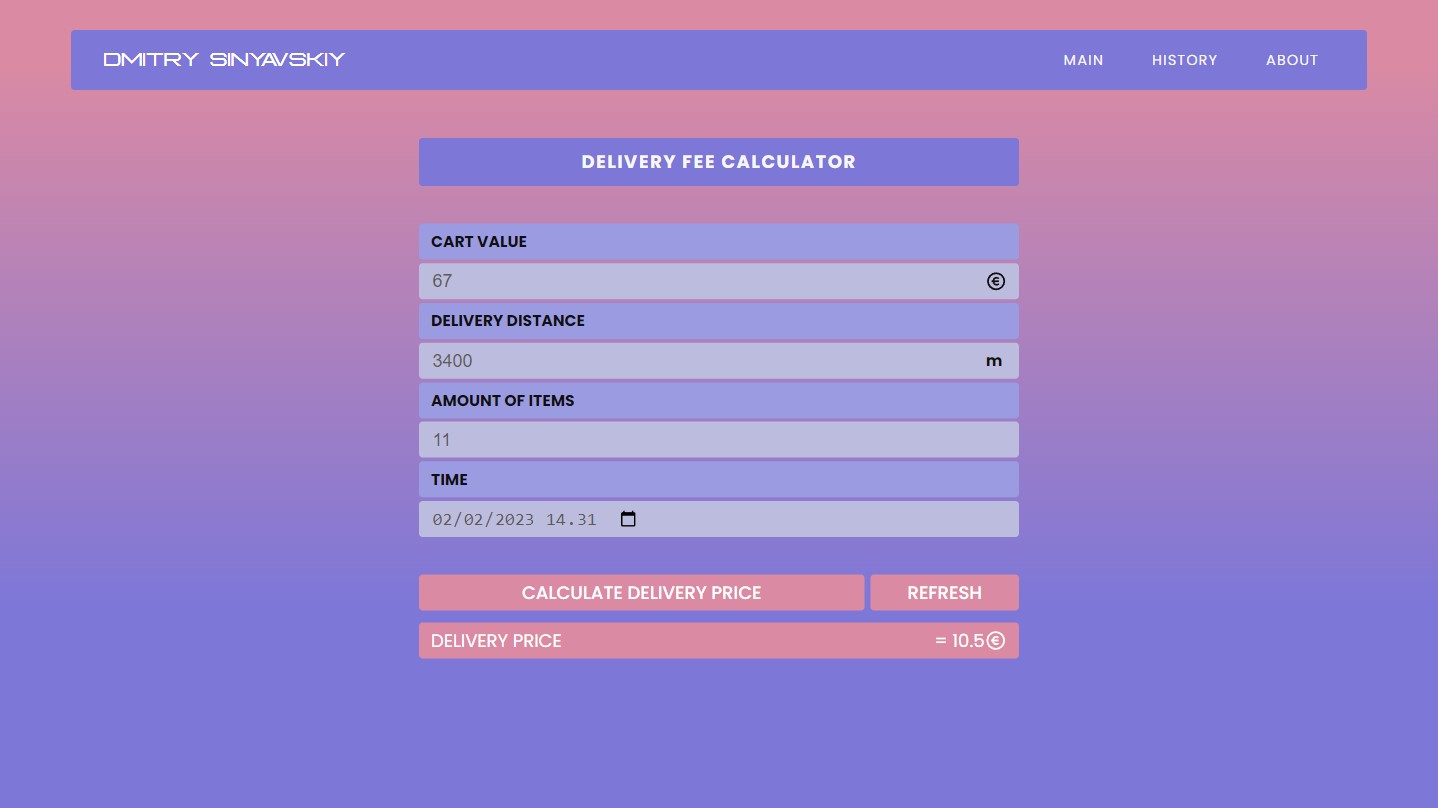 DMITRY SINYAVSKIY MAIN HISTORY ABOUT
DELIVERY FEE CALCULATOR
CART VALUE
67 €
DELIVERY DISTANCE
3400 m
AMOUNT OF ITEMS
11
TIME
02/02/2023 14.31
CALCULATE DELIVERY PRICE REFRESH
DELIVERY PRICE = 10.5€